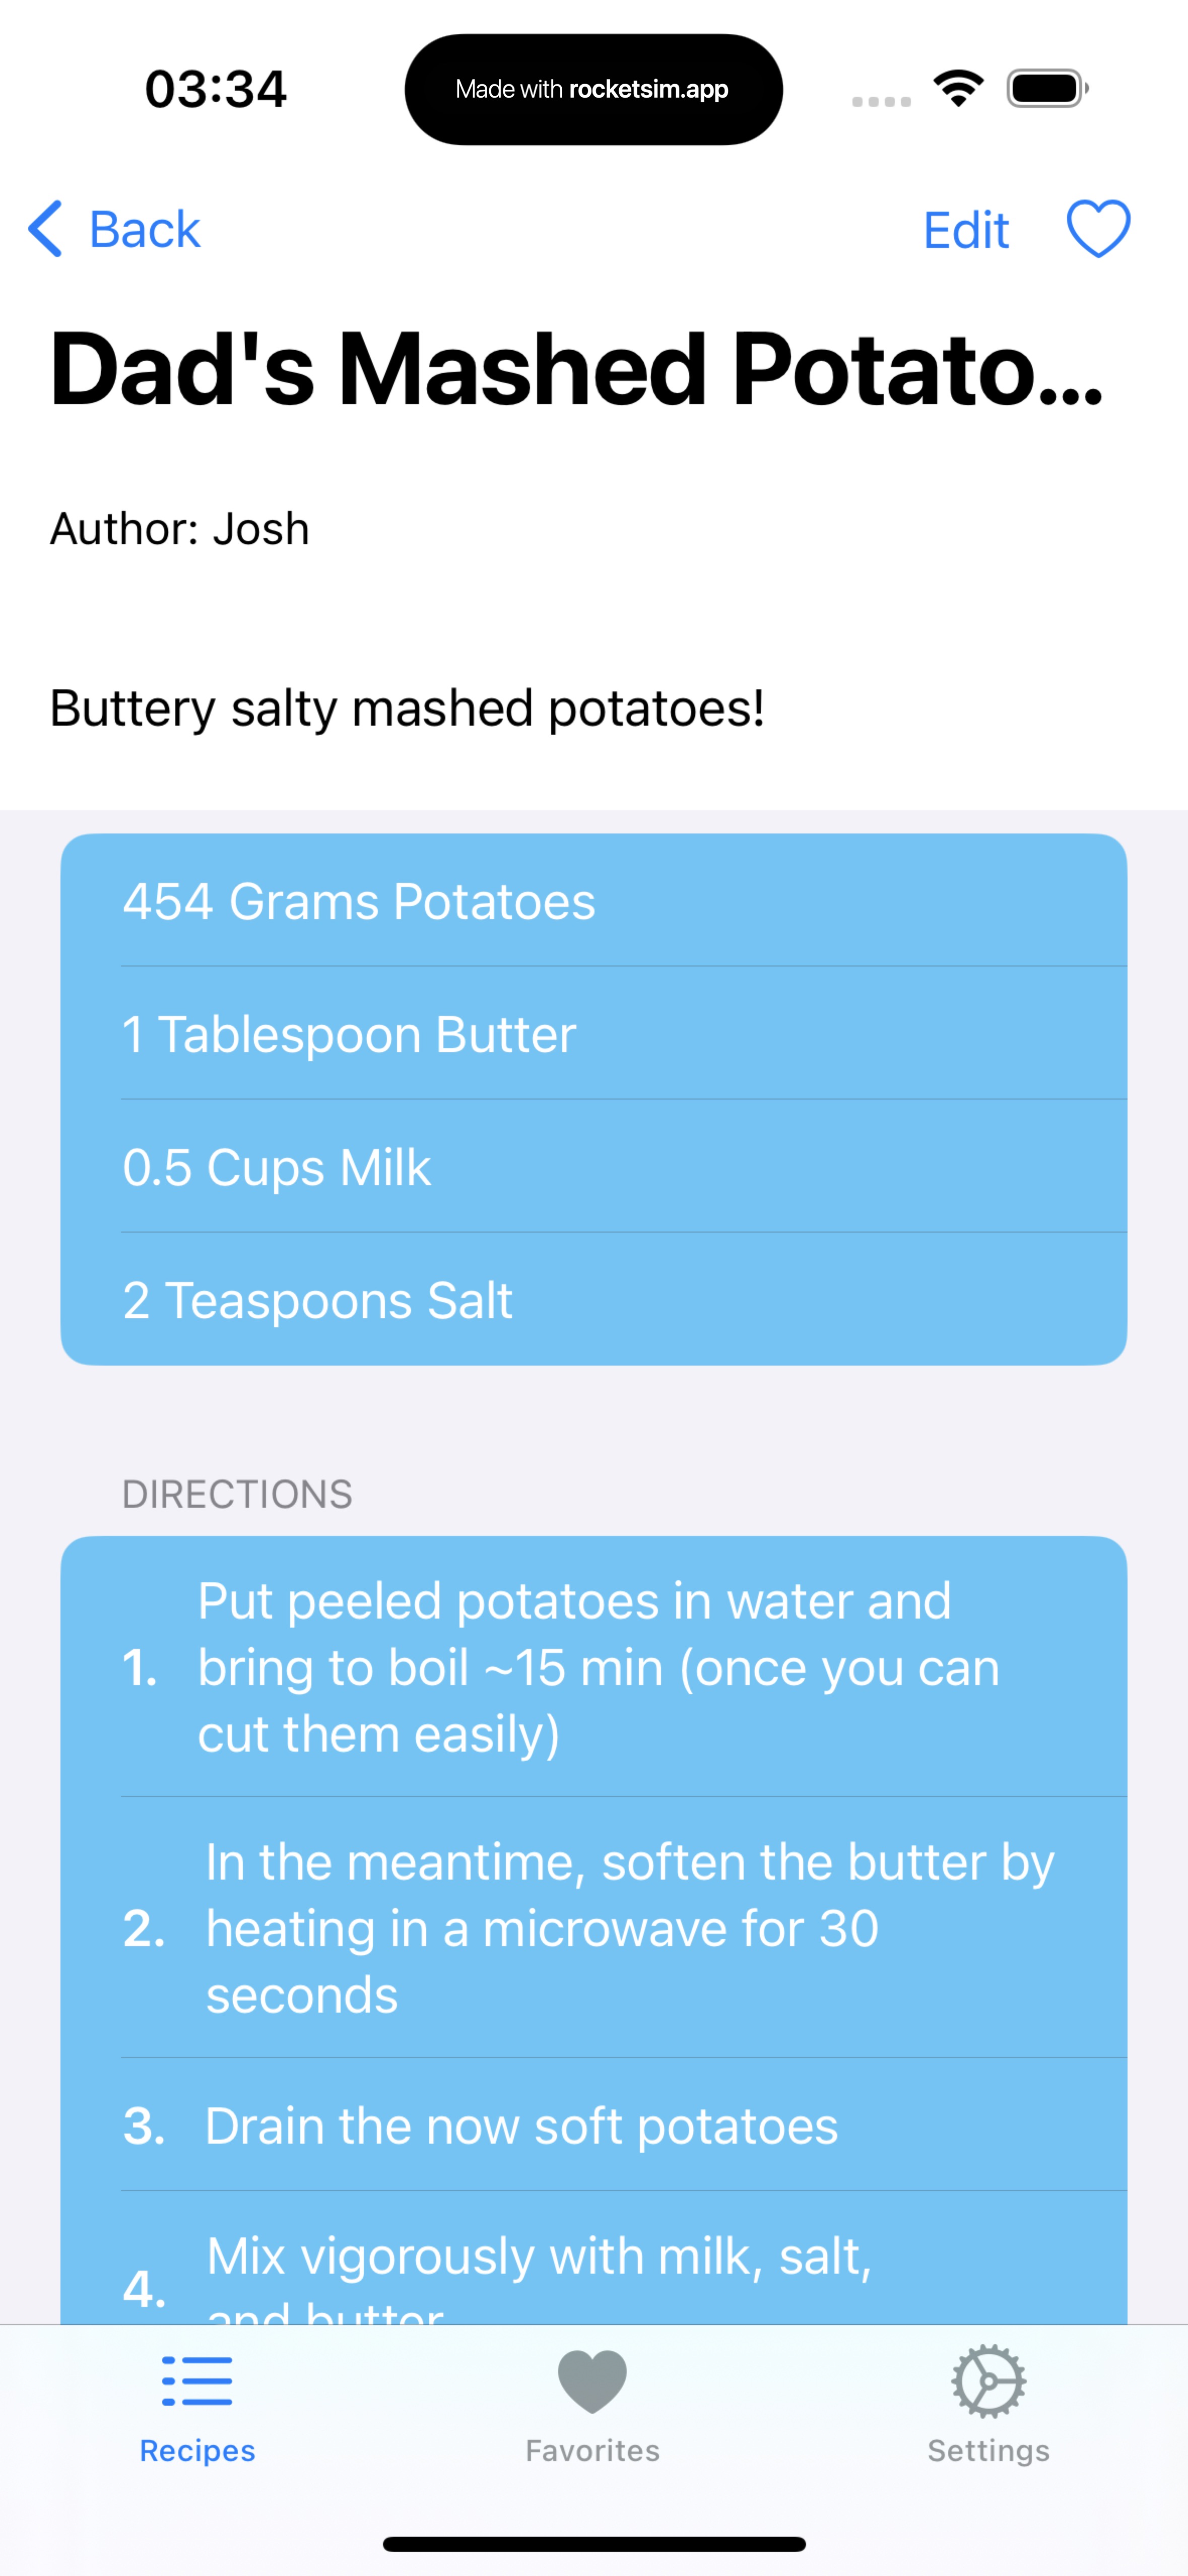 03:34
Made with rocketsim.app
Back
Edit
Dad's Mashed Potato...
Author: Josh
Buttery salty mashed potatoes!
454 Grams Potatoes
1 Tablespoon Butter
0.5 Cups Milk
2 Teaspoons Salt
DIRECTIONS
1. Put peeled potatoes in water and
bring to boil ~15 min (once you can
cut them easily)
2. In the meantime, soften the butter by
heating in a microwave for 30
seconds
3. Drain the now soft potatoes
4. Mix vigorously with milk, salt,
and butter
Recipes
Favorites
Settings